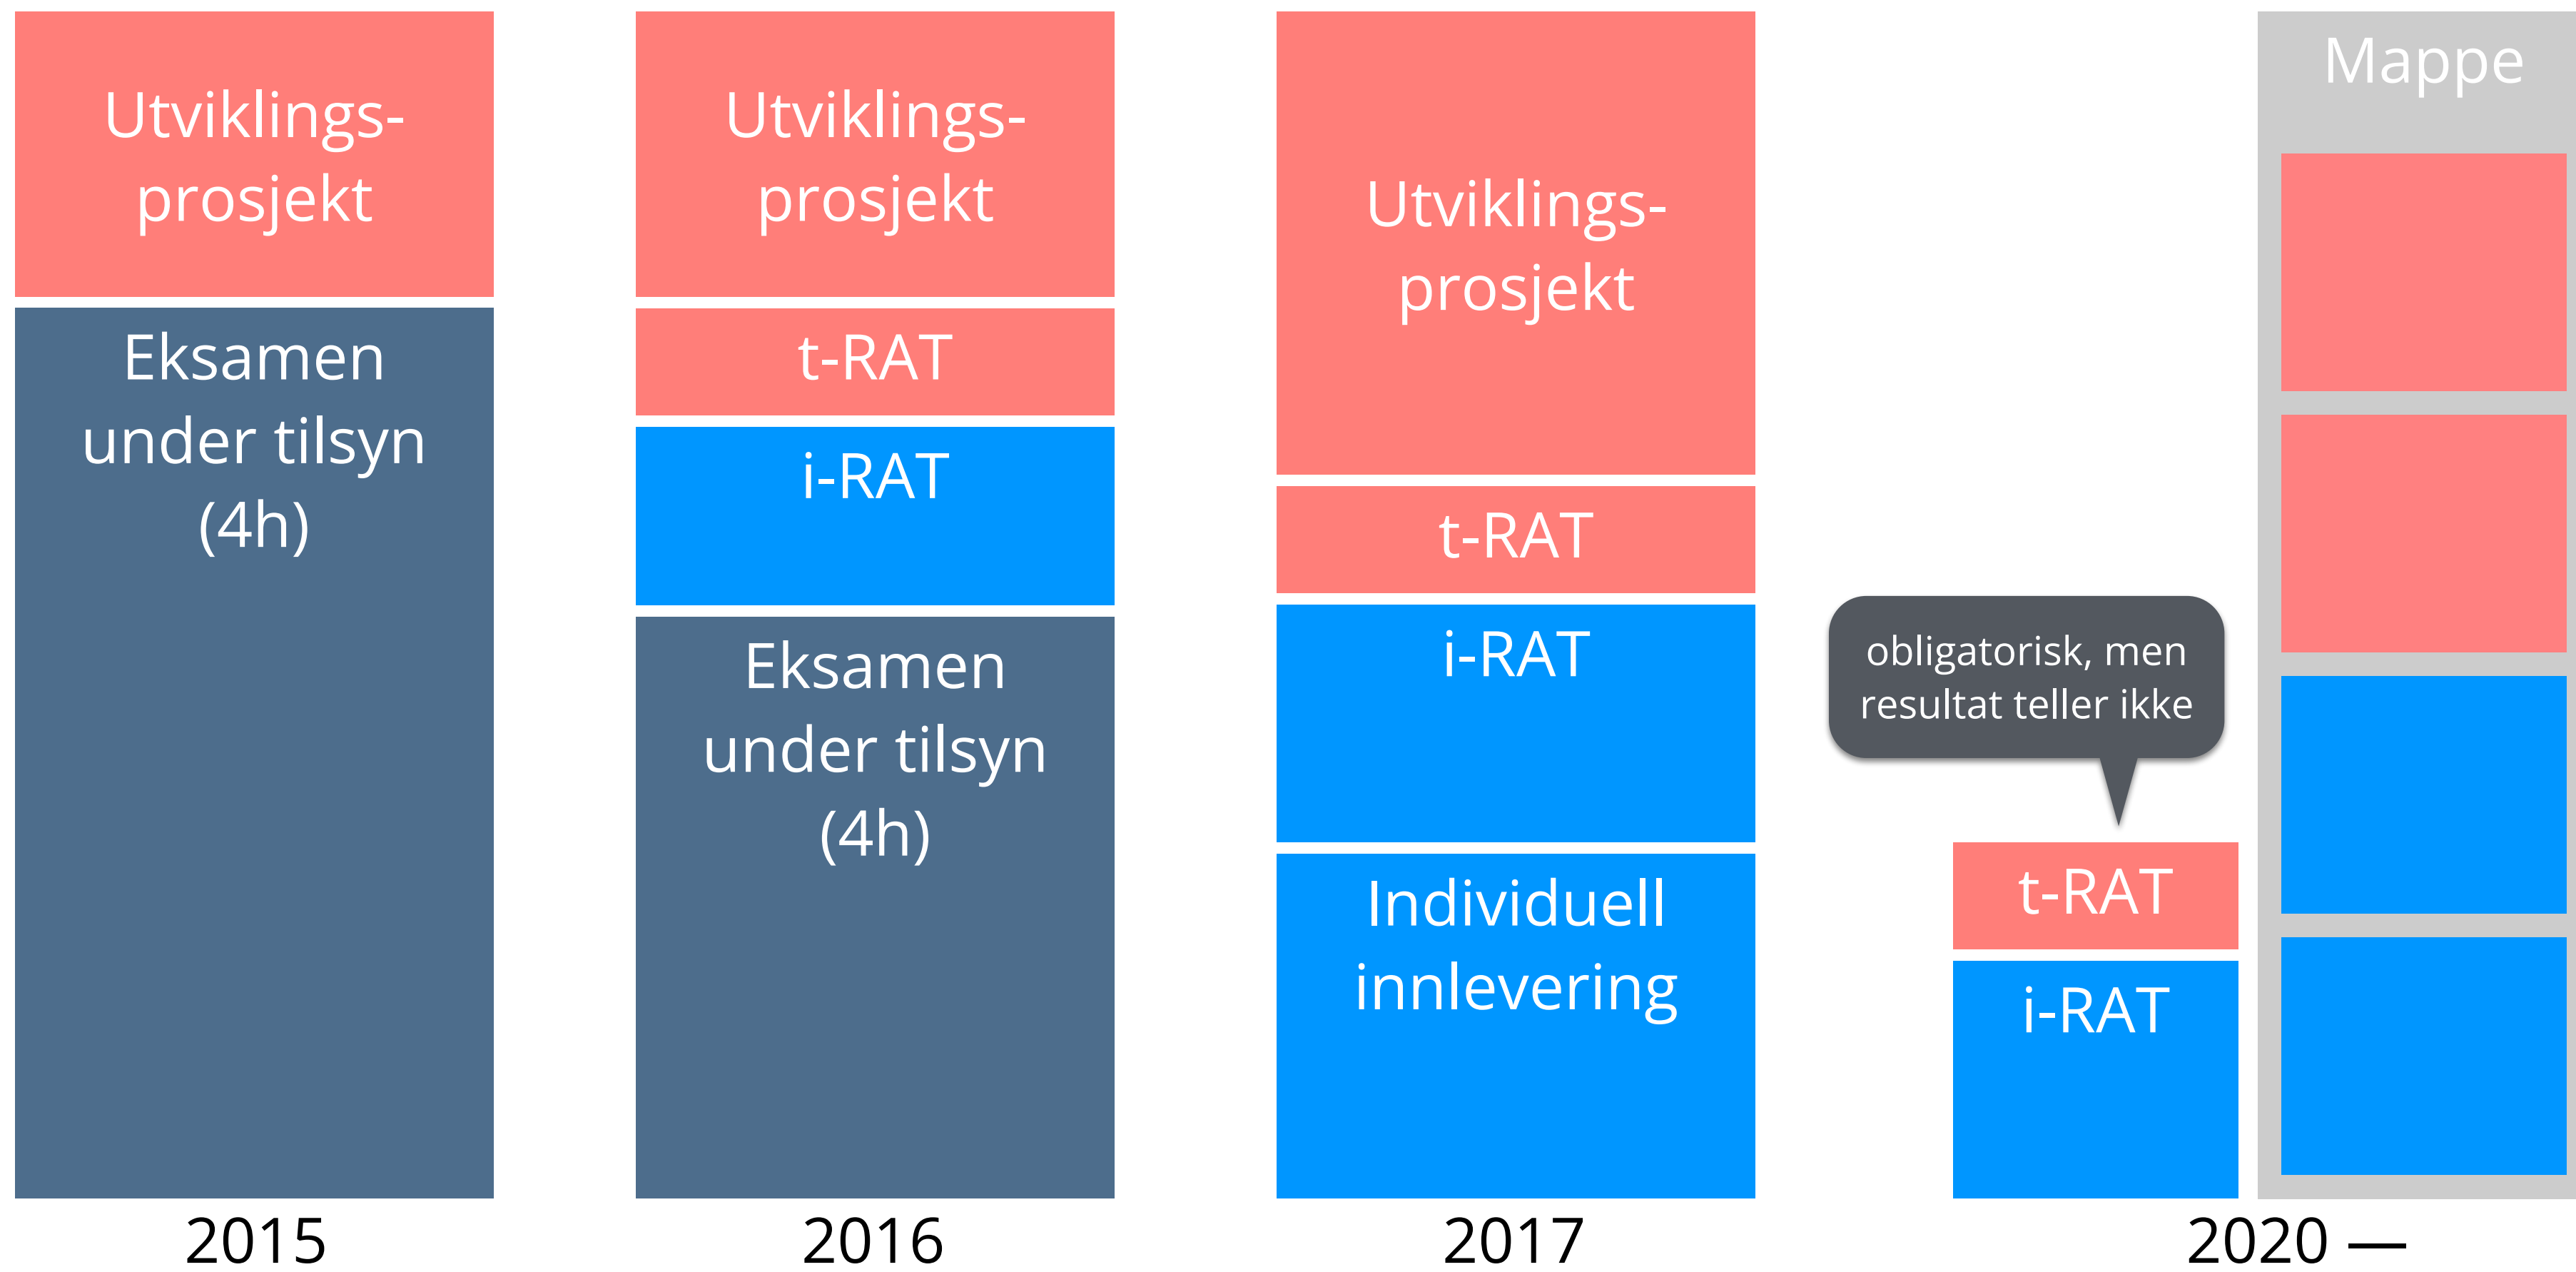 Utviklings-
prosjekt
Eksamen
under tilsyn
(4h)
2015
Utviklings-
prosjekt
t-RAT
i-RAT
Eksamen
under tilsyn
(4h)
2016
Utviklings-
prosjekt
t-RAT
i-RAT
Individuell
innlevering
2017
obligatorisk, men
resultat teller ikke
t-RAT
i-RAT
Mappe
2020 —